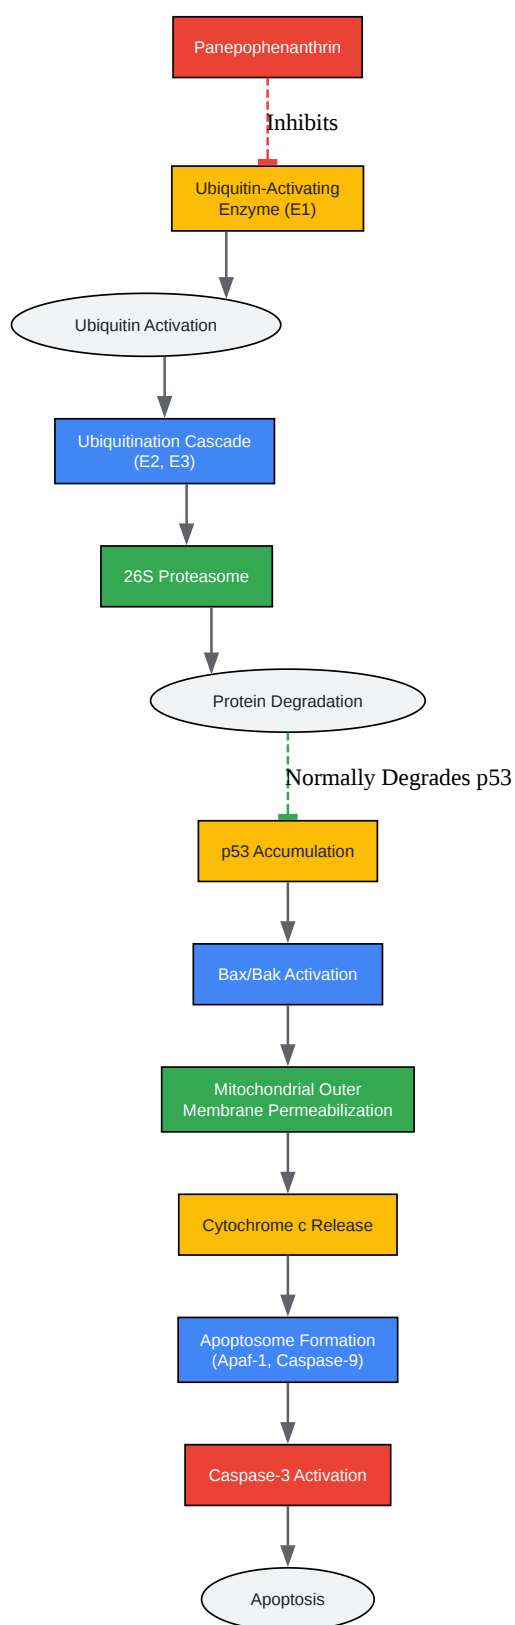 Panepophenanthrin
Inhibits
Ubiquitin-Activating
Enzyme (E1)
Ubiquitin Activation
Ubiquitination Cascade
(E2, E3)
26S Proteasome
Protein Degradation
Normally Degrades p53
p53 Accumulation
Bax/Bak Activation
Mitochondrial Outer
Membrane Permeabilization
Cytochrome c Release
Apoptosome Formation
(Apaf-1, Caspase-9)
Caspase-3 Activation
Apoptosis